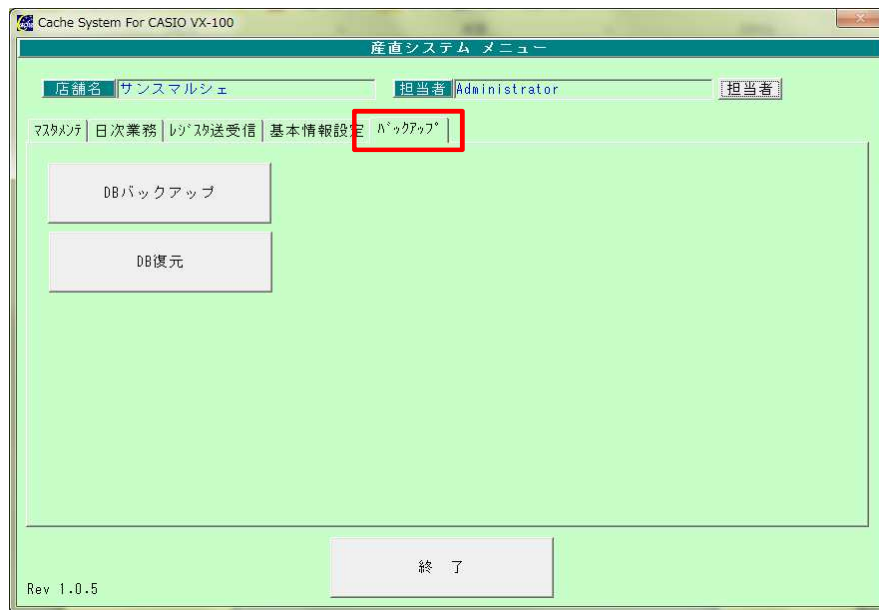 Cache System For CASIO VX-100
産直システム メニュー
店舗名 サンスマルシェ 担当者 Administrator 担当者
ﾏｽﾀﾒﾝﾃ 日次業務 ﾚｼﾞｽﾀ送受信 基本情報設定 ﾊﾞｯｸｱｯﾌﾟ
DBバックアップ
DB復元
終 了
Rev 1.0.5